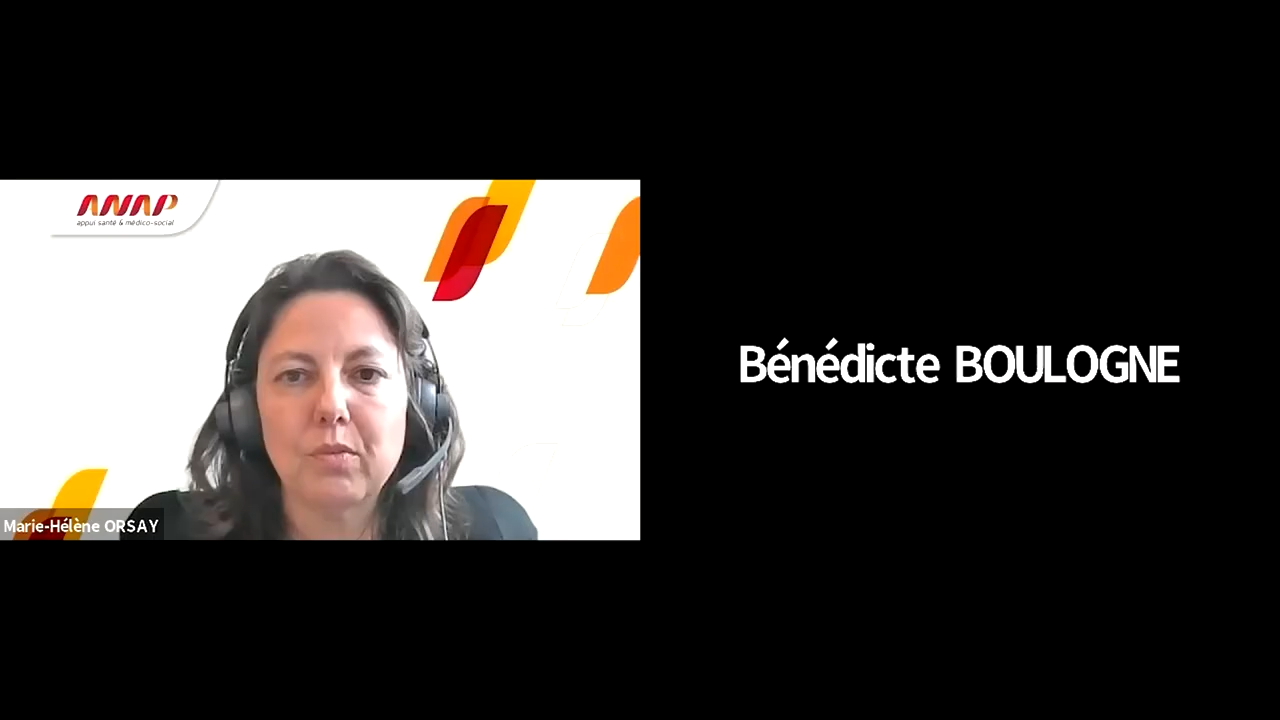 ANAP
appui santé & médico-social
Bénédicte BOULOGNE
Marie-Hélène ORSAY